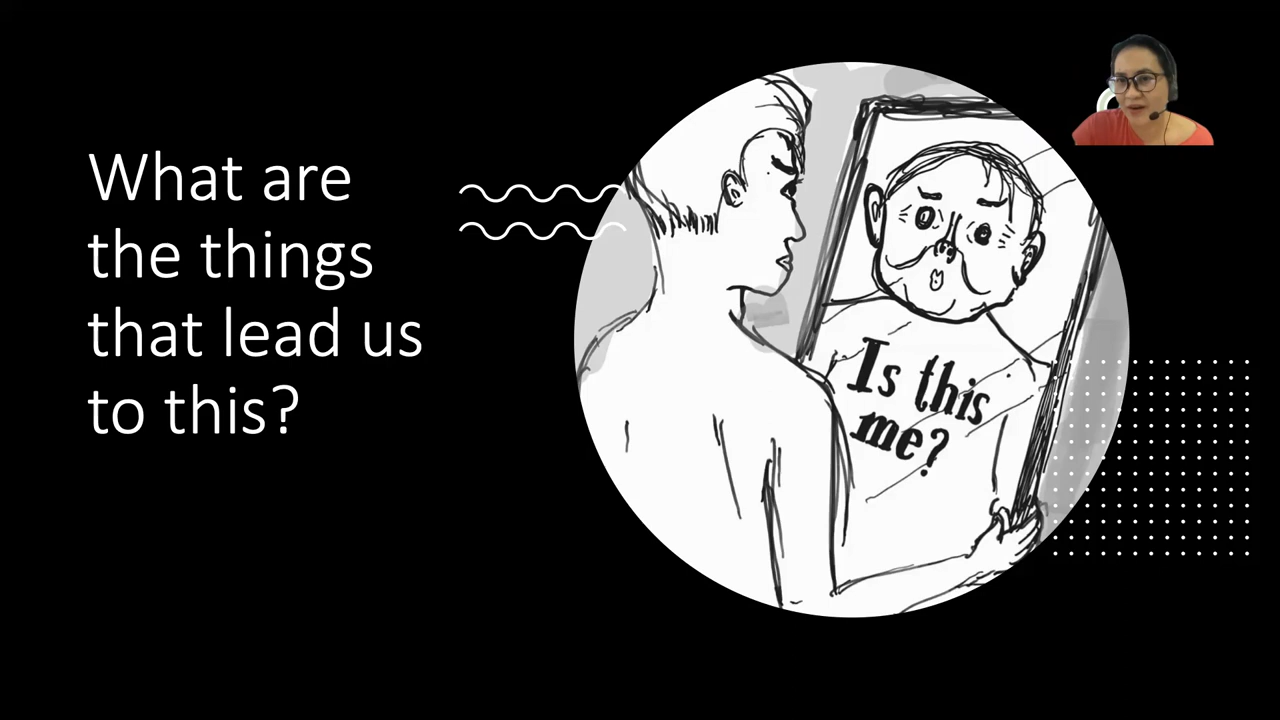 What are
the things
that lead us
to this?
Is this
me?